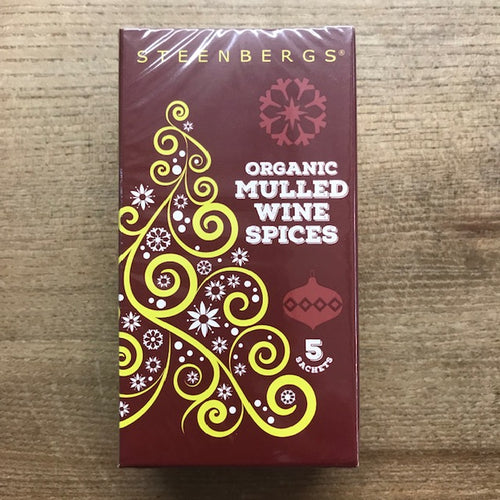 STEENBERGS®
ORGANIC
MULLED
WINE
SPICES
5
SACHETS